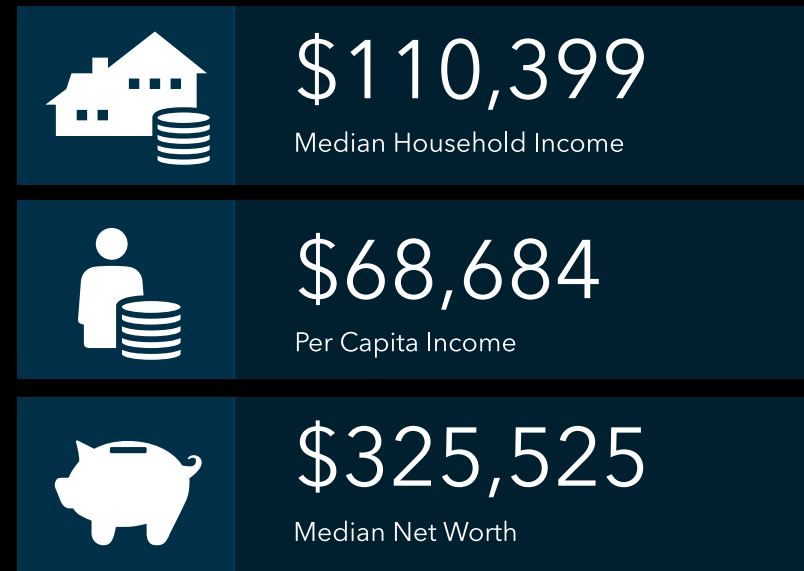 $110,399
Median Household Income
$68,684
Per Capita Income
$325,525
Median Net Worth